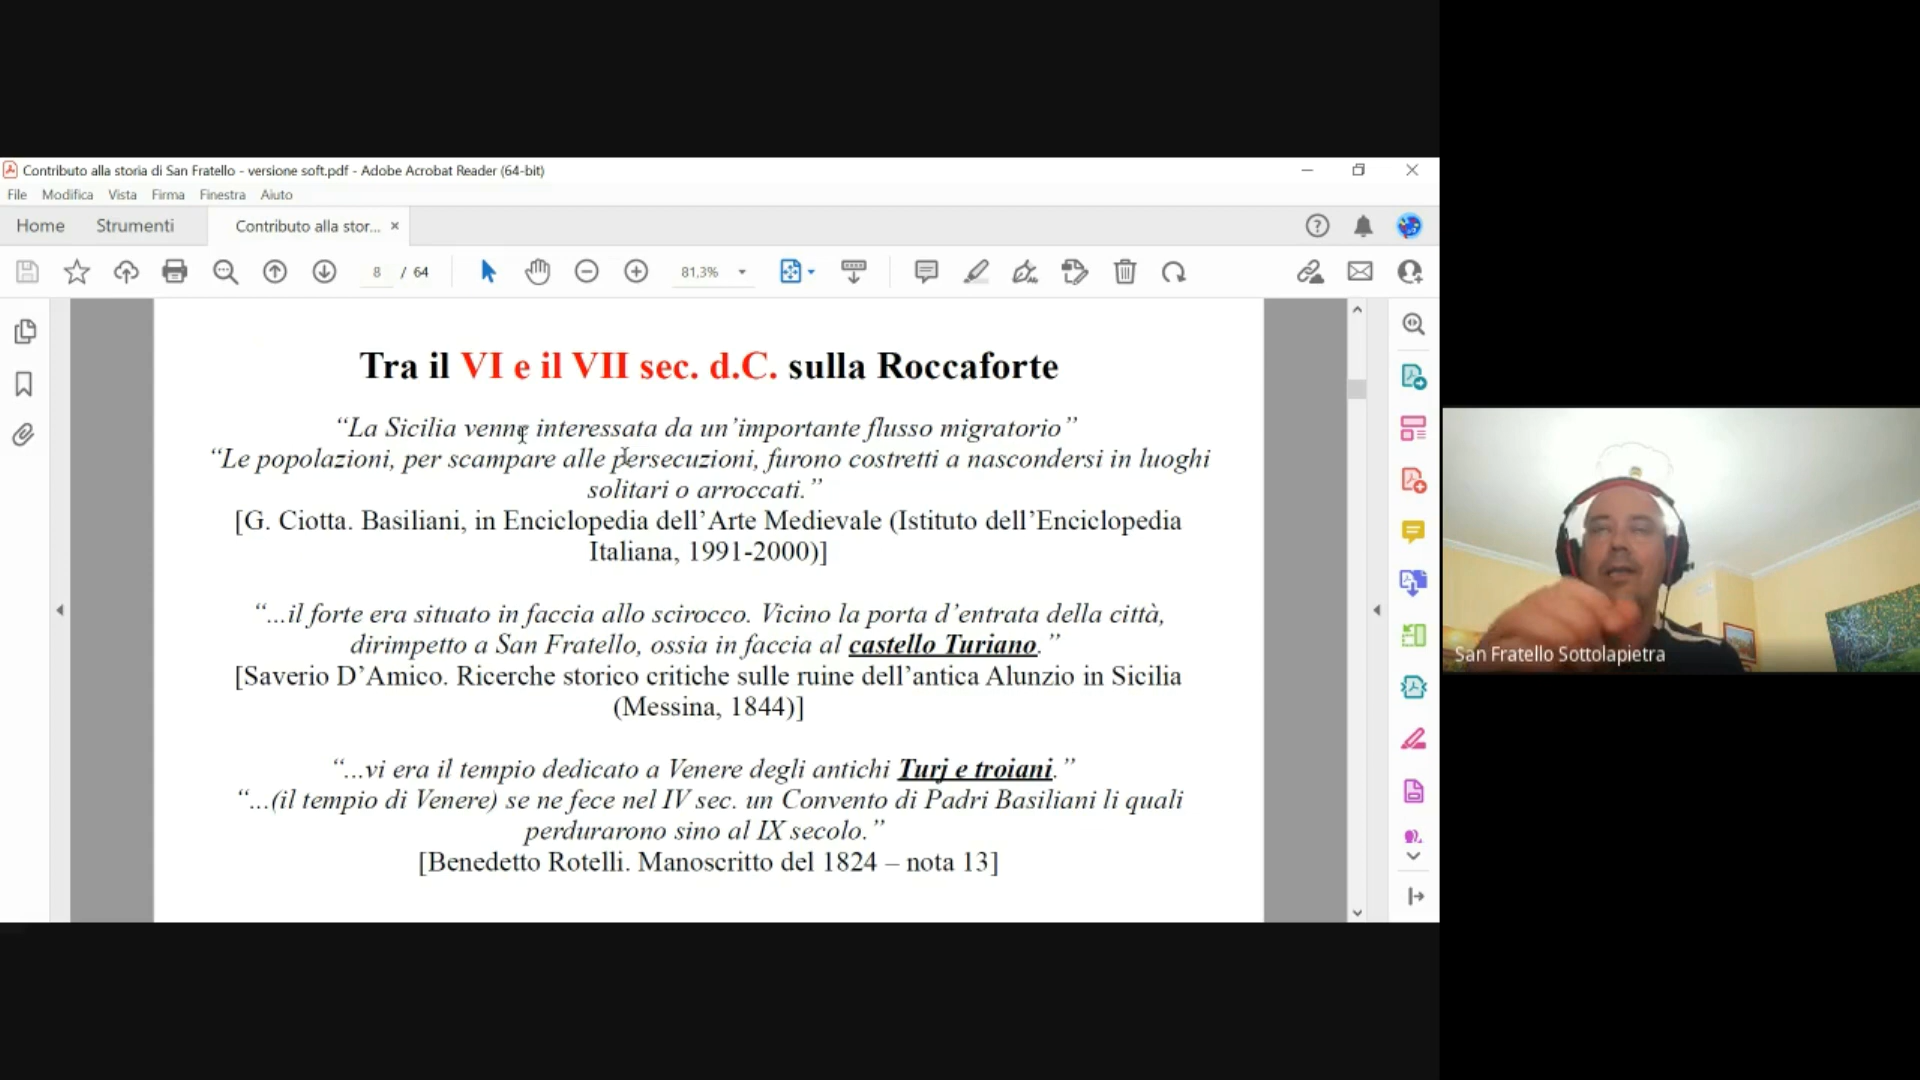 Contributo alla storia di San Fratello - versione soft.pdf - Adobe Acrobat Reader (64-bit)
File Modifica Vista Firma Finestra Aiuto
Home Strumenti Contributo alla stor... ×
8 / 64 81,3%
Tra il VI e il VII sec. d.C. sulla Roccaforte
“La Sicilia venne interessata da un’importante flusso migratorio”
“Le popolazioni, per scampare alle persecuzioni, furono costretti a nascondersi in luoghi
solitari o arroccati.”
[G. Ciotta. Basiliani, in Enciclopedia dell’Arte Medievale (Istituto dell’Enciclopedia
Italiana, 1991-2000)]
“...il forte era situato in faccia allo scirocco. Vicino la porta d’entrata della città,
dirimpetto a San Fratello, ossia in faccia al castello Turiano.”
[Saverio D’Amico. Ricerche storico critiche sulle ruine dell’antica Alunzio in Sicilia
(Messina, 1844)]
“...vi era il tempio dedicato a Venere degli antichi Turj e troiani.”
“...(il tempio di Venere) se ne fece nel IV sec. un Convento di Padri Basiliani li quali
perdurarono sino al IX secolo.”
[Benedetto Rotelli. Manoscritto del 1824 – nota 13]
San Fratello Sottolapietra